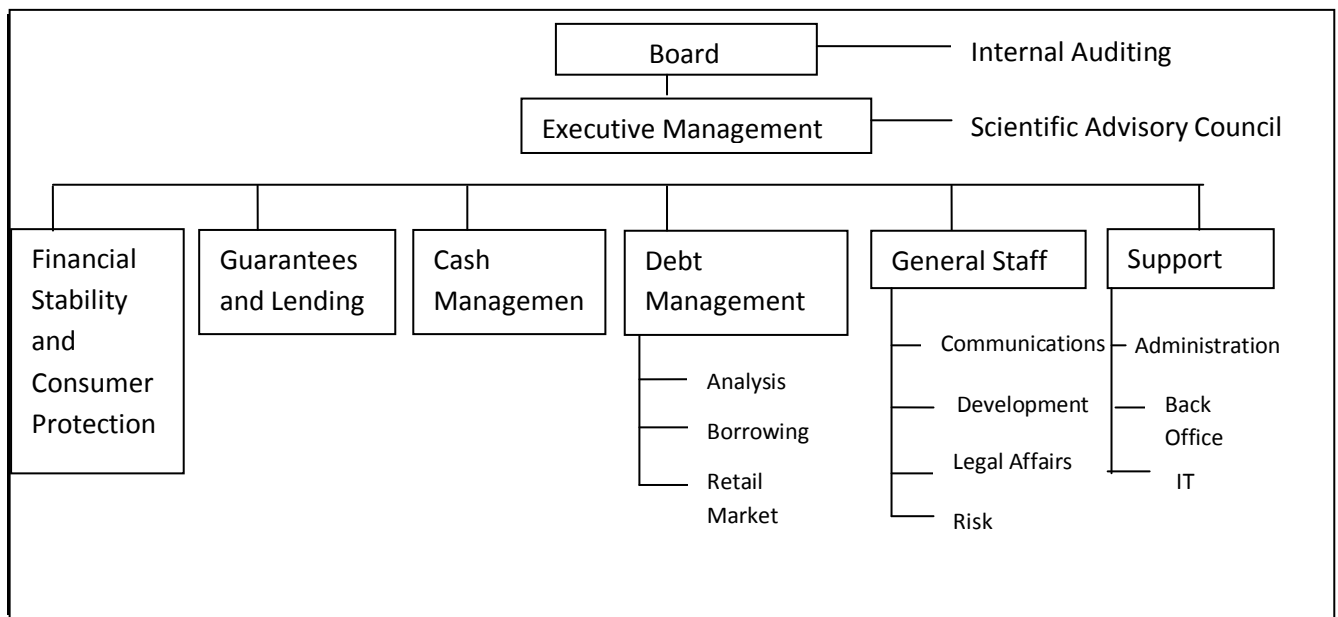 Board
Internal Auditing
Executive Management
Scientific Advisory Council
Financial
Stability
and
Consumer
Protection
Guarantees
and Lending
Cash
Managemen
Debt
Management
Analysis
Borrowing
Retail
Market
General Staff
Communications
Development
Legal Affairs
Risk
Support
Administration
Back
Office
IT